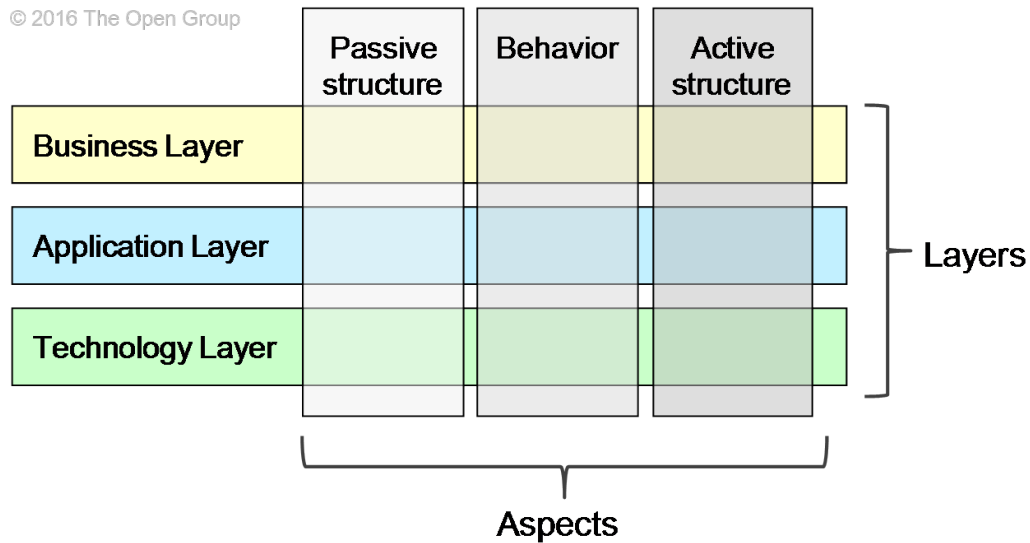 © 2016 The Open Group
Passive
structure
Behavior
Active
structure
Business Layer
Application Layer
Layers
Technology Layer
Aspects